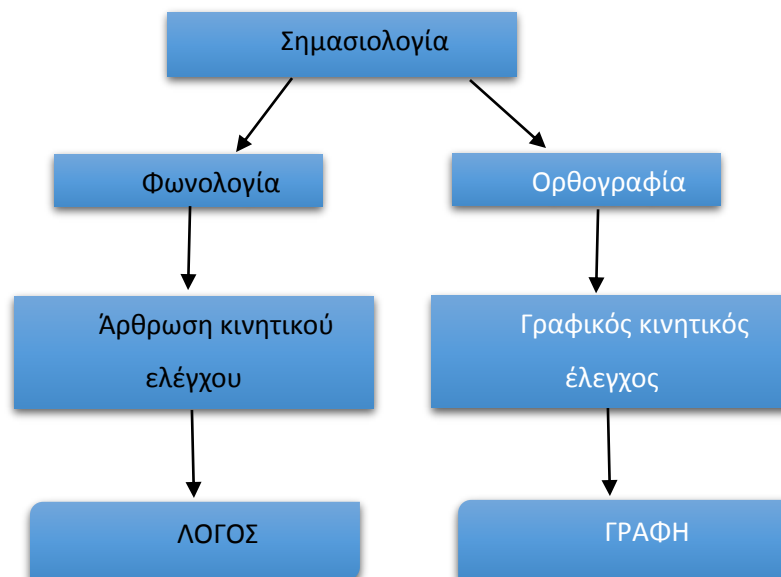 Σημασιολογία
Φωνολογία
Ορθογραφία
Άρθρωση κινητικού
ελέγχου
Γραφικός κινητικός
έλεγχος
ΛΟΓΟΣ
ΓΡΑΦΗ